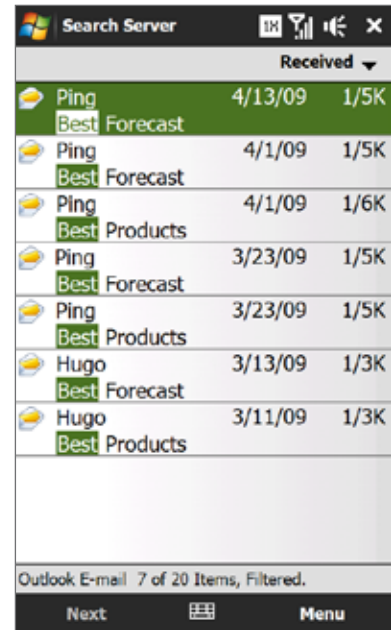 Search Server 1X
Received
Ping 4/13/09 1/5K
Best Forecast
Ping 4/1/09 1/5K
Best Forecast
Ping 4/1/09 1/6K
Best Products
Ping 3/23/09 1/5K
Best Forecast
Ping 3/23/09 1/5K
Best Products
Hugo 3/13/09 1/3K
Best Forecast
Hugo 3/11/09 1/3K
Best Products
Outlook E-mail 7 of 20 Items, Filtered.
Next Menu